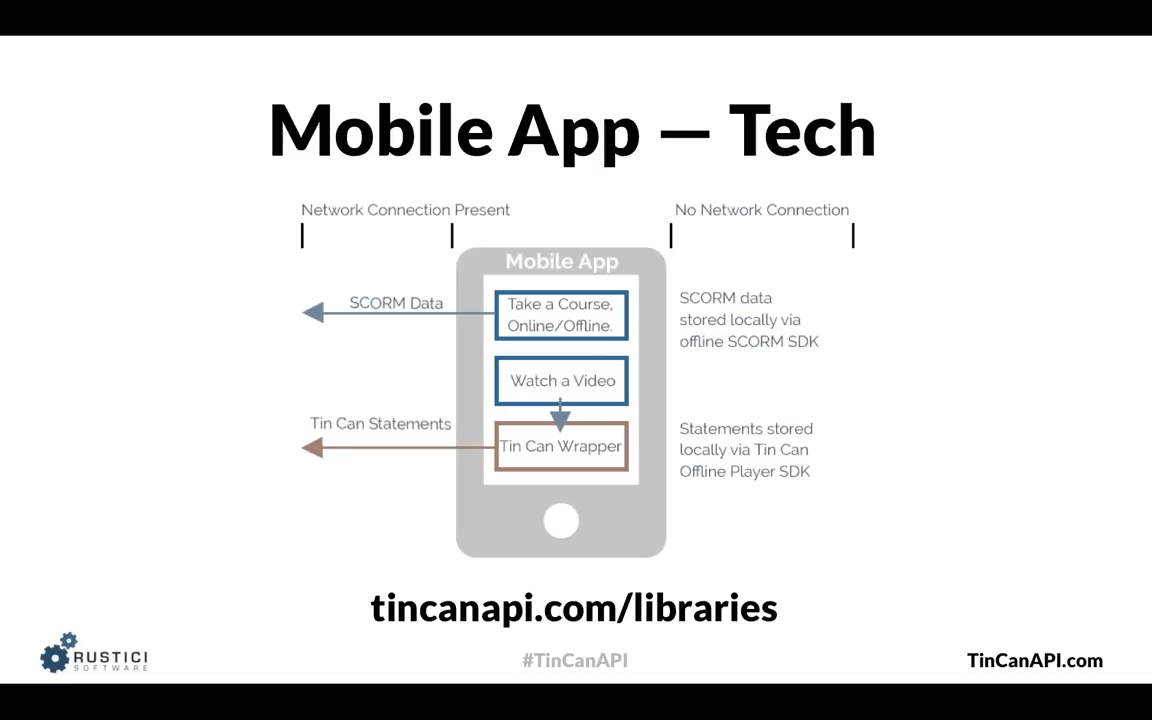 Mobile App — Tech
Network Connection Present
No Network Connection
Mobile App
SCORM Data
Take a Course,
Online/Offline.
SCORM data
stored locally via
offline SCORM SDK
Watch a Video
Tin Can Statements
Tin Can Wrapper
Statements stored
locally via Tin Can
Offline Player SDK
tincanapi.com/libraries
RUSTICI
SOFTWARE
#TinCanAPI
TinCanAPI.com